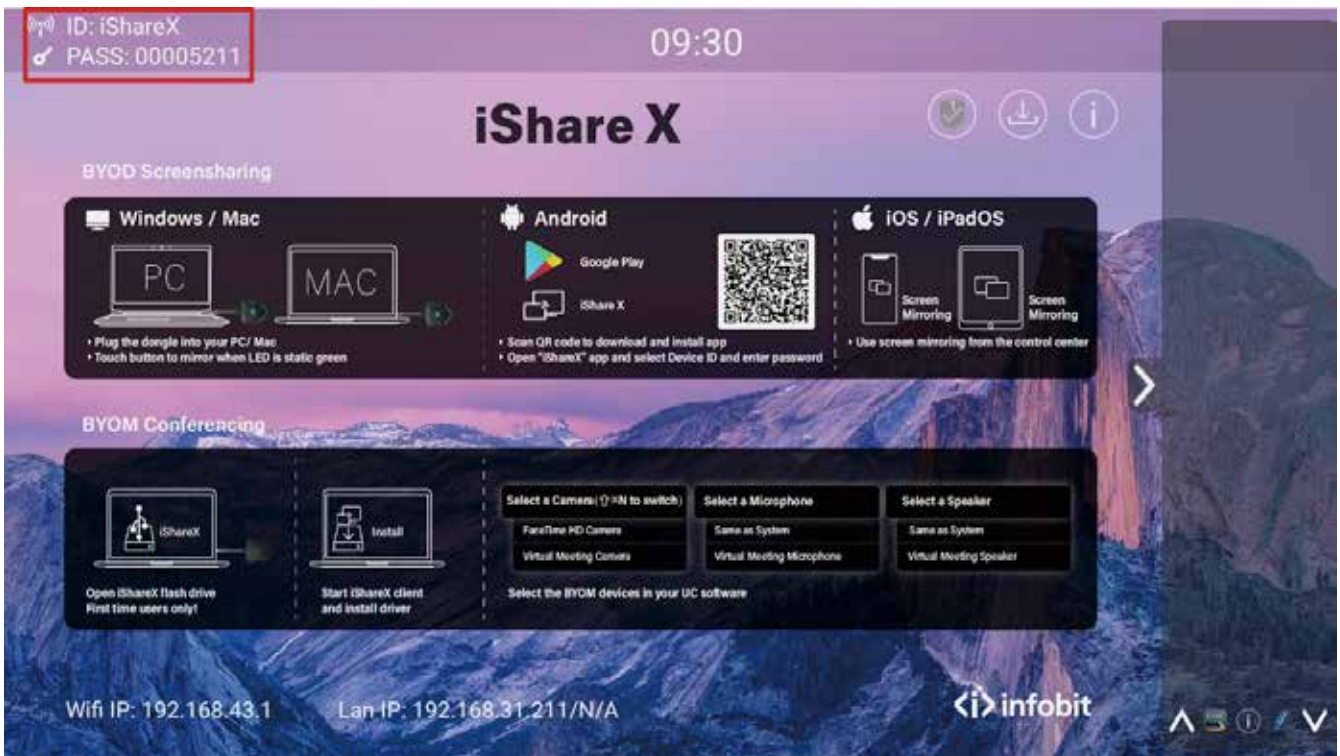 ID: iShareX
PASS: 00005211
09:30
iShare X
BYOD Screensharing
Windows / Mac
PC
MAC
• Plug the dongle into your PC/ Mac
• Touch button to mirror when LED is static green
Android
Google Play
iShare X
• Scan QR code to download and install app
• Open "iShareX" app and select Device ID and enter password
iOS / iPadOS
Screen
Mirroring
Screen
Mirroring
• Use screen mirroring from the control center
BYOM Conferencing
iShareX
Open iShareX flash drive
First time users only!
Install
Start iShareX client
and install driver
Select a Camera(⇧⌘N to switch)
FaceTime HD Camera
Virtual Meeting Camera
Select a Microphone
Same as System
Virtual Meeting Microphone
Select a Speaker
Same as System
Virtual Meeting Speaker
Select the BYOM devices in your UC software
Wifi IP: 192.168.43.1
Lan IP: 192.168.31.211/N/A
<i>infobit